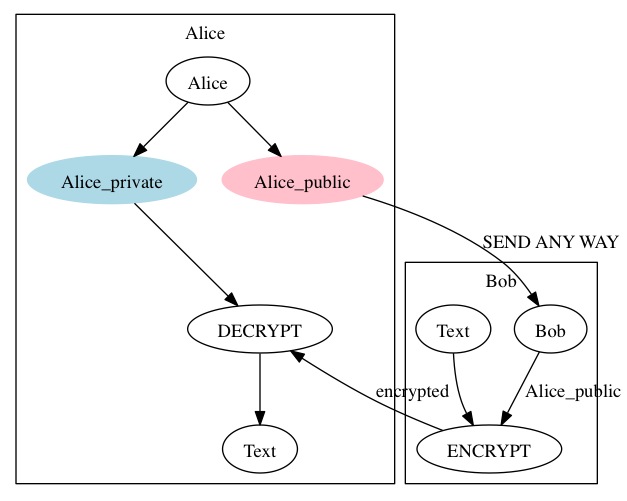 Alice
Alice
Alice_private
Alice_public
SEND ANY WAY
Bob
DECRYPT
Text
Bob
encrypted
Alice_public
Text
ENCRYPT